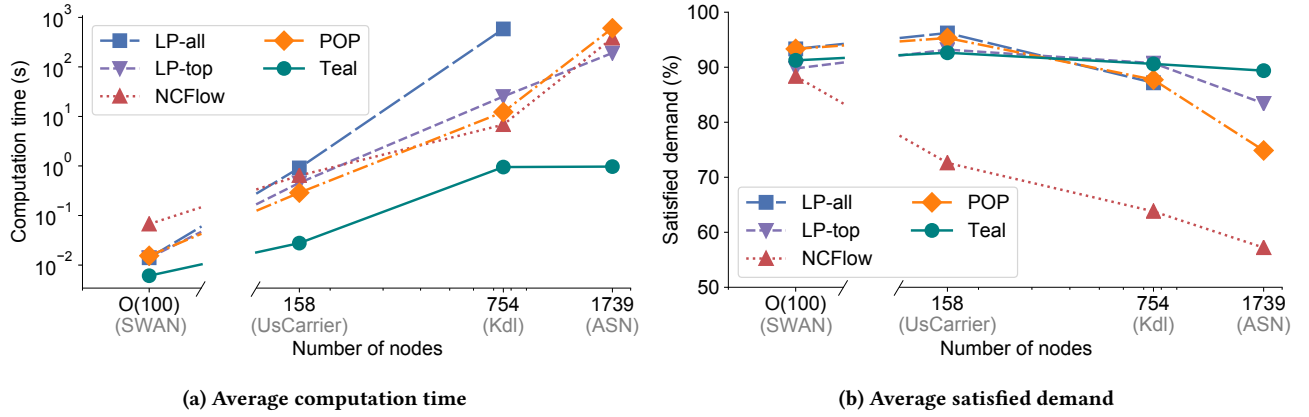 10³
10²
10¹
10⁰
10⁻¹
10⁻²
Computation time (s)
LP-all
LP-top
NCFlow
POP
Teal
O(100)
158
754
1739
(SWAN)
(UsCarrier)
(Kdl)
(ASN)
Number of nodes
(a) Average computation time
100
90
80
70
60
50
Satisfied demand (%)
LP-all
LP-top
NCFlow
POP
Teal
O(100)
158
754
1739
(SWAN)
(UsCarrier)
(Kdl)
(ASN)
Number of nodes
(b) Average satisfied demand